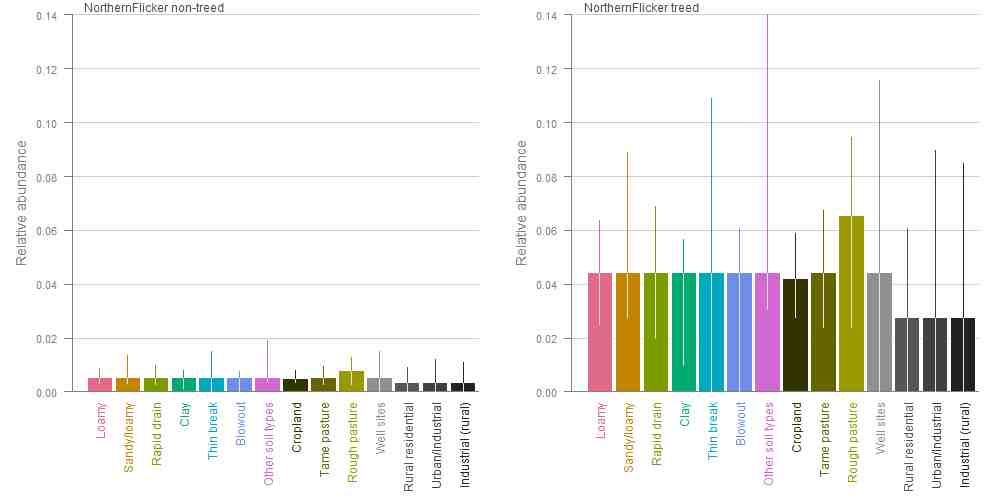 NorthernFlicker non-treed
0.14
0.12
0.10
0.08
0.06
0.04
0.02
0.00
Relative abundance
Loamy
Sandy/loamy
Rapid drain
Clay
Thin break
Blowout
Other soil types
Cropland
Tame pasture
Rough pasture
Well sites
Rural residential
Urban/Industrial
Industrial (rural)
NorthernFlicker treed
0.14
0.12
0.10
0.08
0.06
0.04
0.02
0.00
Relative abundance
Loamy
Sandy/loamy
Rapid drain
Clay
Thin break
Blowout
Other soil types
Cropland
Tame pasture
Rough pasture
Well sites
Rural residential
Urban/Industrial
Industrial (rural)